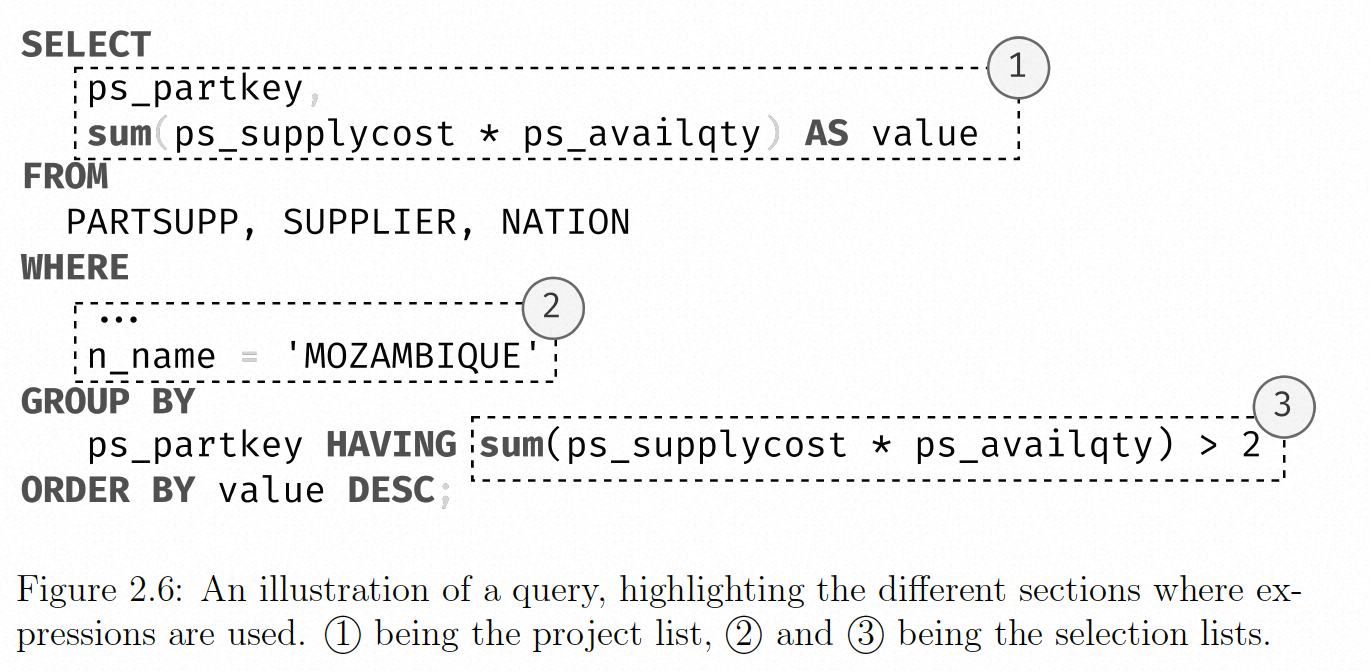 SELECT
①
ps_partkey,
sum(ps_supplycost * ps_availqty) AS value
FROM
PARTSUPP, SUPPLIER, NATION
WHERE
②
...
n_name = 'MOZAMBIQUE'
GROUP BY
③
ps_partkey HAVING sum(ps_supplycost * ps_availqty) > 2
ORDER BY value DESC;
Figure 2.6: An illustration of a query, highlighting the different sections where ex-
pressions are used. ① being the project list, ② and ③ being the selection lists.